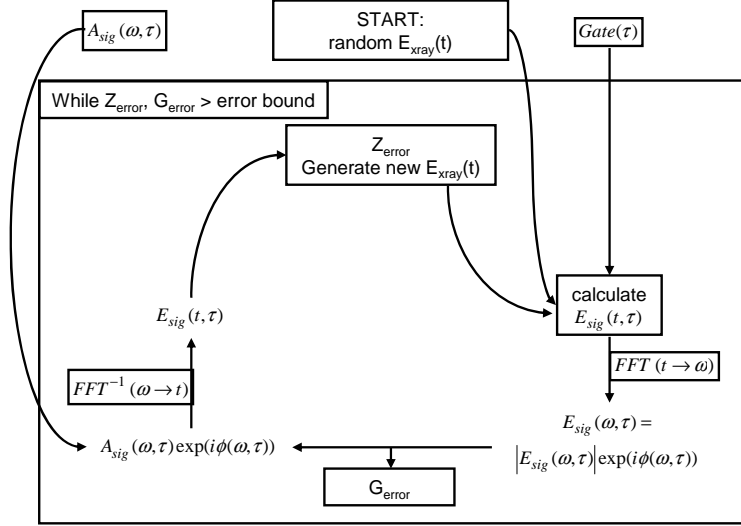 A_sig(ω,τ)
START:
random E_xray(t)
Gate(τ)
While Z_error, G_error > error bound
Z_error
Generate new E_xray(t)
calculate
E_sig(t,τ)
E_sig(t,τ)
FFT (t → ω)
FFT⁻¹ (ω → t)
E_sig(ω,τ) =
|E_sig(ω,τ)| exp(iϕ(ω,τ))
A_sig(ω,τ) exp(iϕ(ω,τ))
G_error